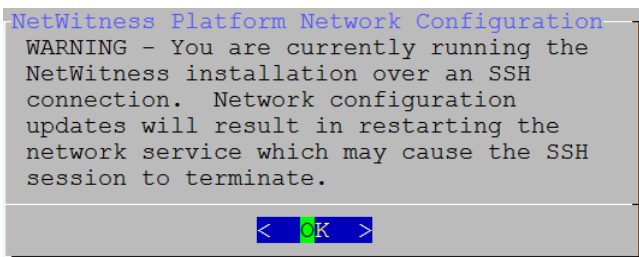 NetWitness Platform Network Configuration
WARNING - You are currently running the
NetWitness installation over an SSH
connection.  Network configuration
updates will result in restarting the
network service which may cause the SSH
session to terminate.
<  OK  >